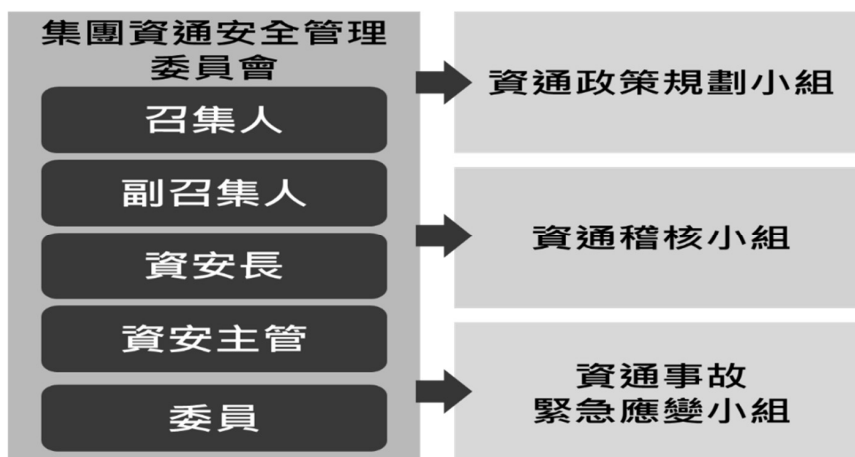 集團資通安全管理
委員會
召集人
副召集人
資安長
資安主管
委員
資通政策規劃小組
資通稽核小組
資通事故
緊急應變小組